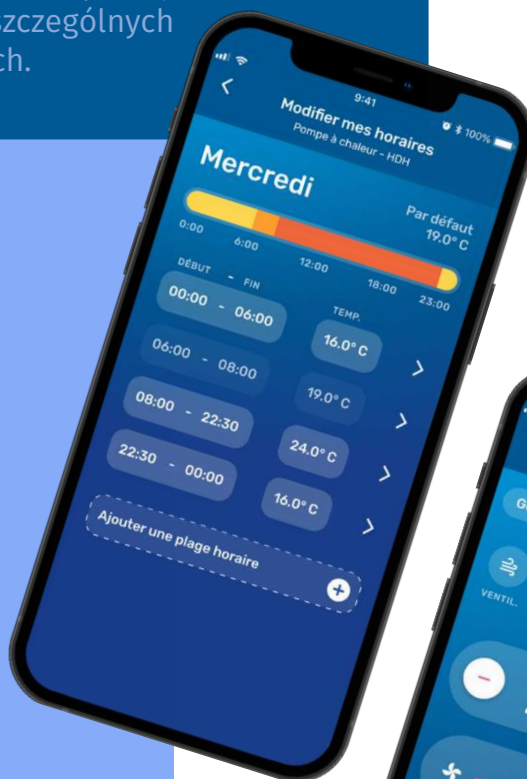 szczególnych
ch.
9:41
100%
Modifier mes horaires
Pompe à chaleur - HDH
Mercredi
Par défaut
19.0° C
0:00 6:00 12:00 18:00 23:00
DÉBUT - FIN TEMP.
00:00 - 06:00 16.0° C
06:00 - 08:00 19.0° C
08:00 - 22:30 24.0° C
22:30 - 00:00 16.0° C
Ajouter une plage horaire
VENTIL.